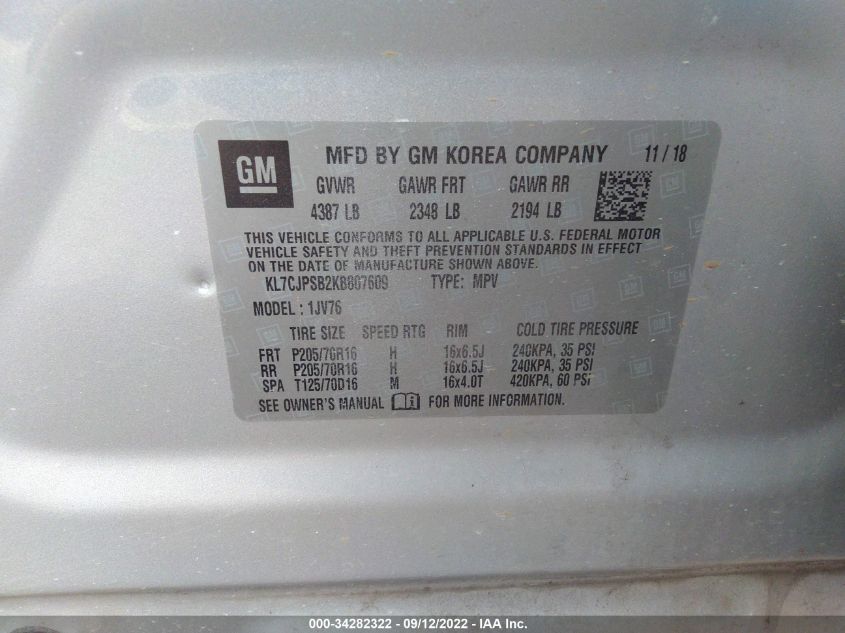 GM
MFD BY GM KOREA COMPANY 11 / 18
GVWR GAWR FRT GAWR RR
4387 LB 2348 LB 2194 LB
THIS VEHICLE CONFORMS TO ALL APPLICABLE U.S. FEDERAL MOTOR
VEHICLE SAFETY AND THEFT PREVENTION STANDARDS IN EFFECT
ON THE DATE OF MANUFACTURE SHOWN ABOVE.
KL7CJPSB2KB807609 TYPE: MPV
MODEL : 1JV76
TIRE SIZE SPEED RTG RIM COLD TIRE PRESSURE
FRT P205/70R16 H 16x6.5J 240KPA, 35 PSI
RR P205/70R16 H 16x6.5J 240KPA, 35 PSI
SPA T125/70D16 M 16x4.0T 420KPA, 60 PSI
SEE OWNER'S MANUAL FOR MORE INFORMATION.
000-34282322 - 09/12/2022 - IAA Inc.